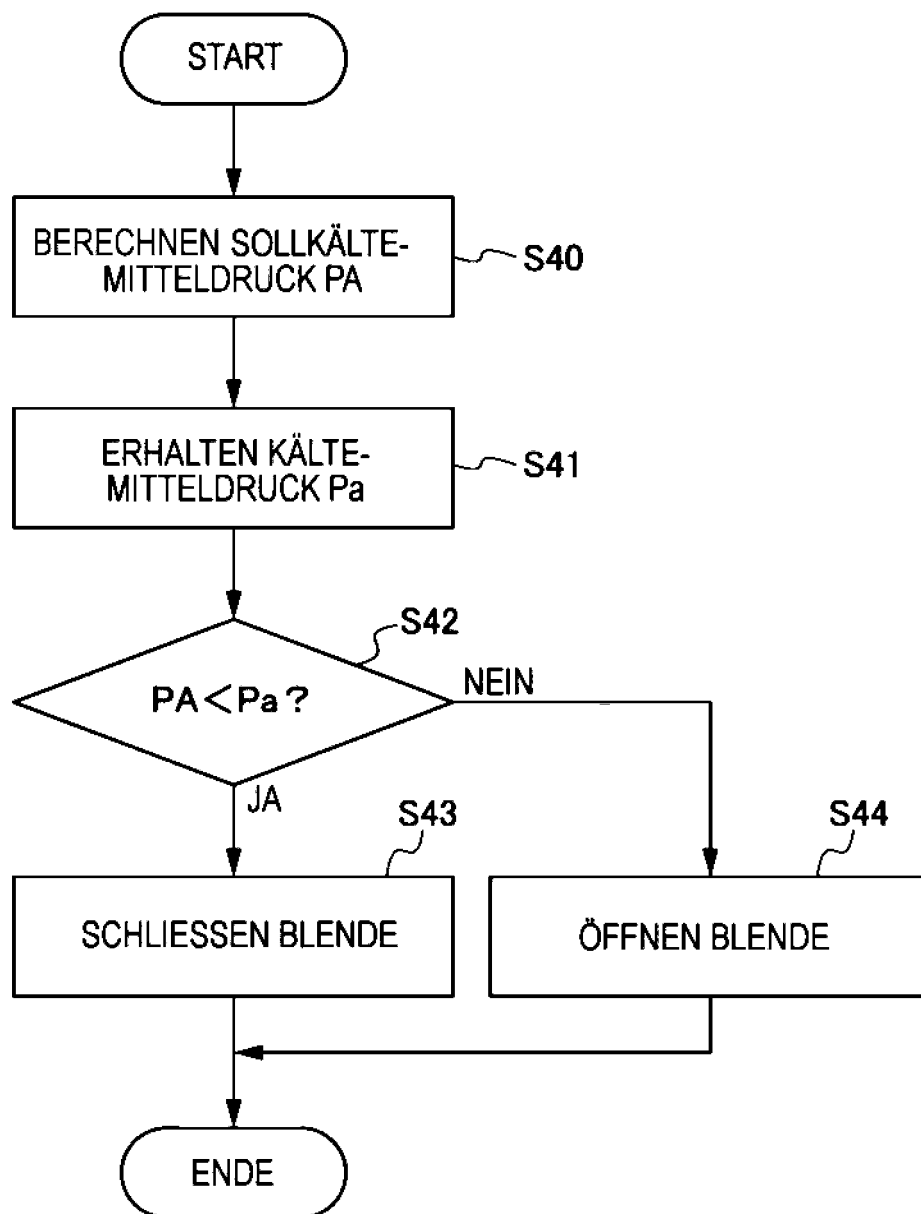 START
BERECHNEN SOLLKÄLTE-
MITTELDRUCK PA
S40
ERHALTEN KÄLTE-
MITTELDRUCK Pa
S41
S42
PA<Pa?
NEIN
JA
S43
SCHLIESSEN BLENDE
S44
ÖFFNEN BLENDE
ENDE